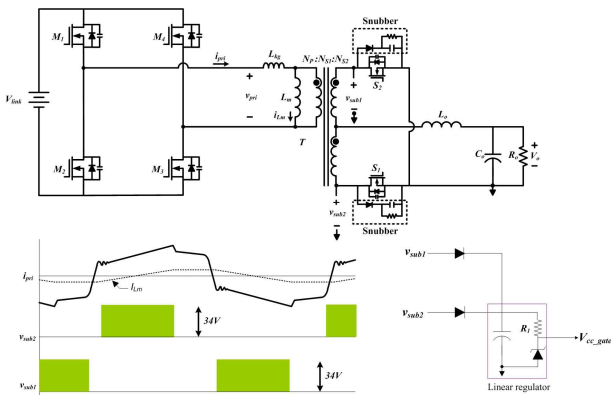 Snubber
M1
M4
Llkg
NP:NS1:NS2
ipri
S2
Vlink
vpri
Lm
vsub1
Lo
iLm
T
Co
Ro
Vo
M2
M3
S1
vsub2
Snubber
ipri
ILm
vsub1
vsub2
34V
R1
Vcc_gate
vsub2
vsub1
34V
Linear regulator